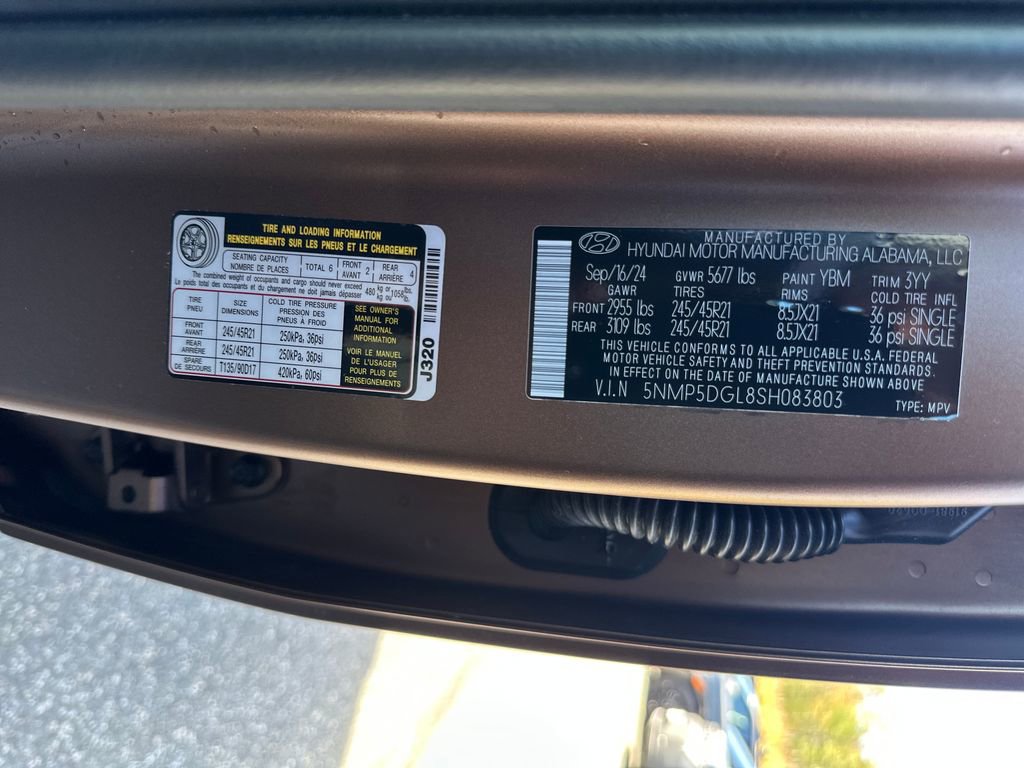 TIRE AND LOADING INFORMATION
RENSEIGNEMENTS SUR LES PNEUS ET LE CHARGEMENT
SEATING CAPACITY
NOMBRE DE PLACES
TOTAL 6
FRONT
AVANT 2
REAR
ARRIÈRE 4
The combined weight of occupants and cargo should never exceed
Le poids total des occupants et du chargement ne doit jamais dépasser
480 kg or
kg ou 1058 lbs.
lb.
TIRE
PNEU
SIZE
DIMENSIONS
COLD TIRE PRESSURE
PRESSION DES
PNEUS À FROID
FRONT
AVANT
245/45R21
250kPa, 36psi
REAR
ARRIÈRE
245/45R21
250kPa, 36psi
SPARE
DE SECOURS
T135/90D17
420kPa, 60psi
SEE OWNER'S
MANUAL FOR
ADDITIONAL
INFORMATION
VOIR LE MANUEL
DE L'USAGER
POUR PLUS DE
RENSEIGNEMENTS
J320
MANUFACTURED BY
HYUNDAI MOTOR MANUFACTURING ALABAMA, LLC
Sep/16/24 GVWR 5677 lbs PAINT YBM TRIM 3YY
GAWR TIRES RIMS COLD TIRE INFL
FRONT 2955 lbs 245/45R21 8.5JX21 36 psi SINGLE
REAR 3109 lbs 245/45R21 8.5JX21 36 psi SINGLE
THIS VEHICLE CONFORMS TO ALL APPLICABLE U.S.A. FEDERAL
MOTOR VEHICLE SAFETY AND THEFT PREVENTION STANDARDS
IN EFFECT ON THE DATE OF MANUFACTURE SHOWN ABOVE
V.I.N 5NMP5DGL8SH083803
TYPE: MPV